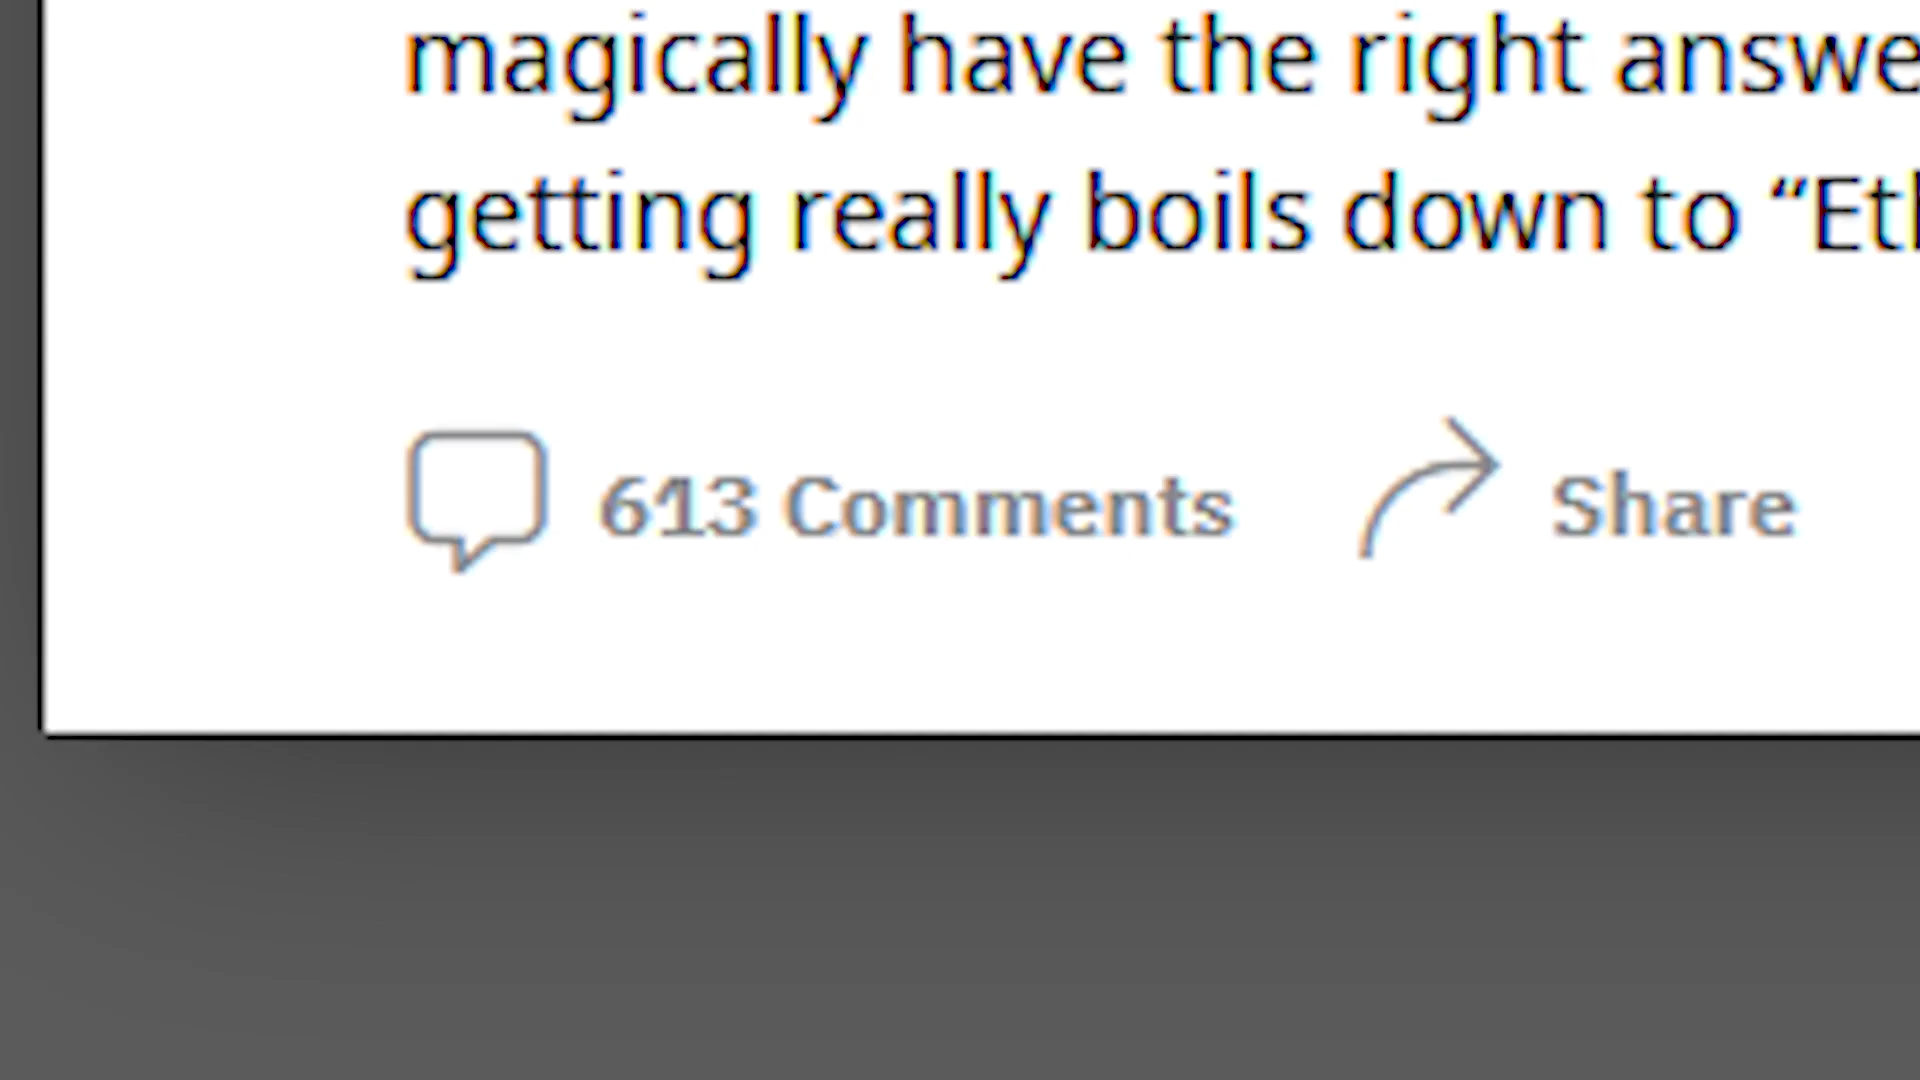 magically have the right answe
getting really boils down to “Et
613 Comments Share